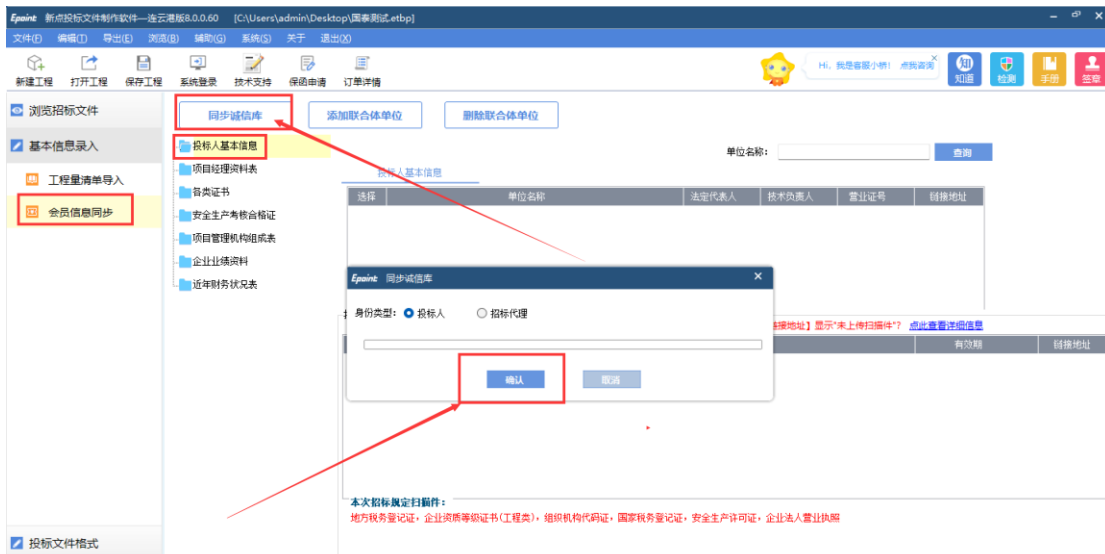 Epoint 新点投标文件制作软件—连云港版8.0.0.60 [C:\Users\admin\Desktop\国泰测试.etbp]
文件(F) 编辑(I) 导出(E) 浏览(B) 辅助(G) 系统(S) 关于 退出(X)
新建工程 打开工程 保存工程 系统登录 技术支持 保函申请 订单详情
Hi, 我是客服小桥! 点我咨询
知道 检测 手册 签章
浏览招标文件
基本信息录入
工程量清单导入
会员信息同步
投标文件格式
同步诚信库 添加联合体单位 删除联合体单位
投标人基本信息
项目经理资料表
各类证书
安全生产考核合格证
项目管理机构组成表
企业业绩资料
近年财务状况表
单位名称: 查询
投标人基本信息
选择 单位名称 法定代表人 技术负责人 营业证号 链接地址
Epoint 同步诚信库
身份类型: 投标人 招标代理
确认 取消
链接地址】显示"未上传扫描件"? 点此查看详细信息
有效期 链接地址
本次招标规定扫描件:
地方税务登记证, 企业资质等级证书(工程类), 组织机构代码证, 国家税务登记证, 安全生产许可证, 企业法人营业执照